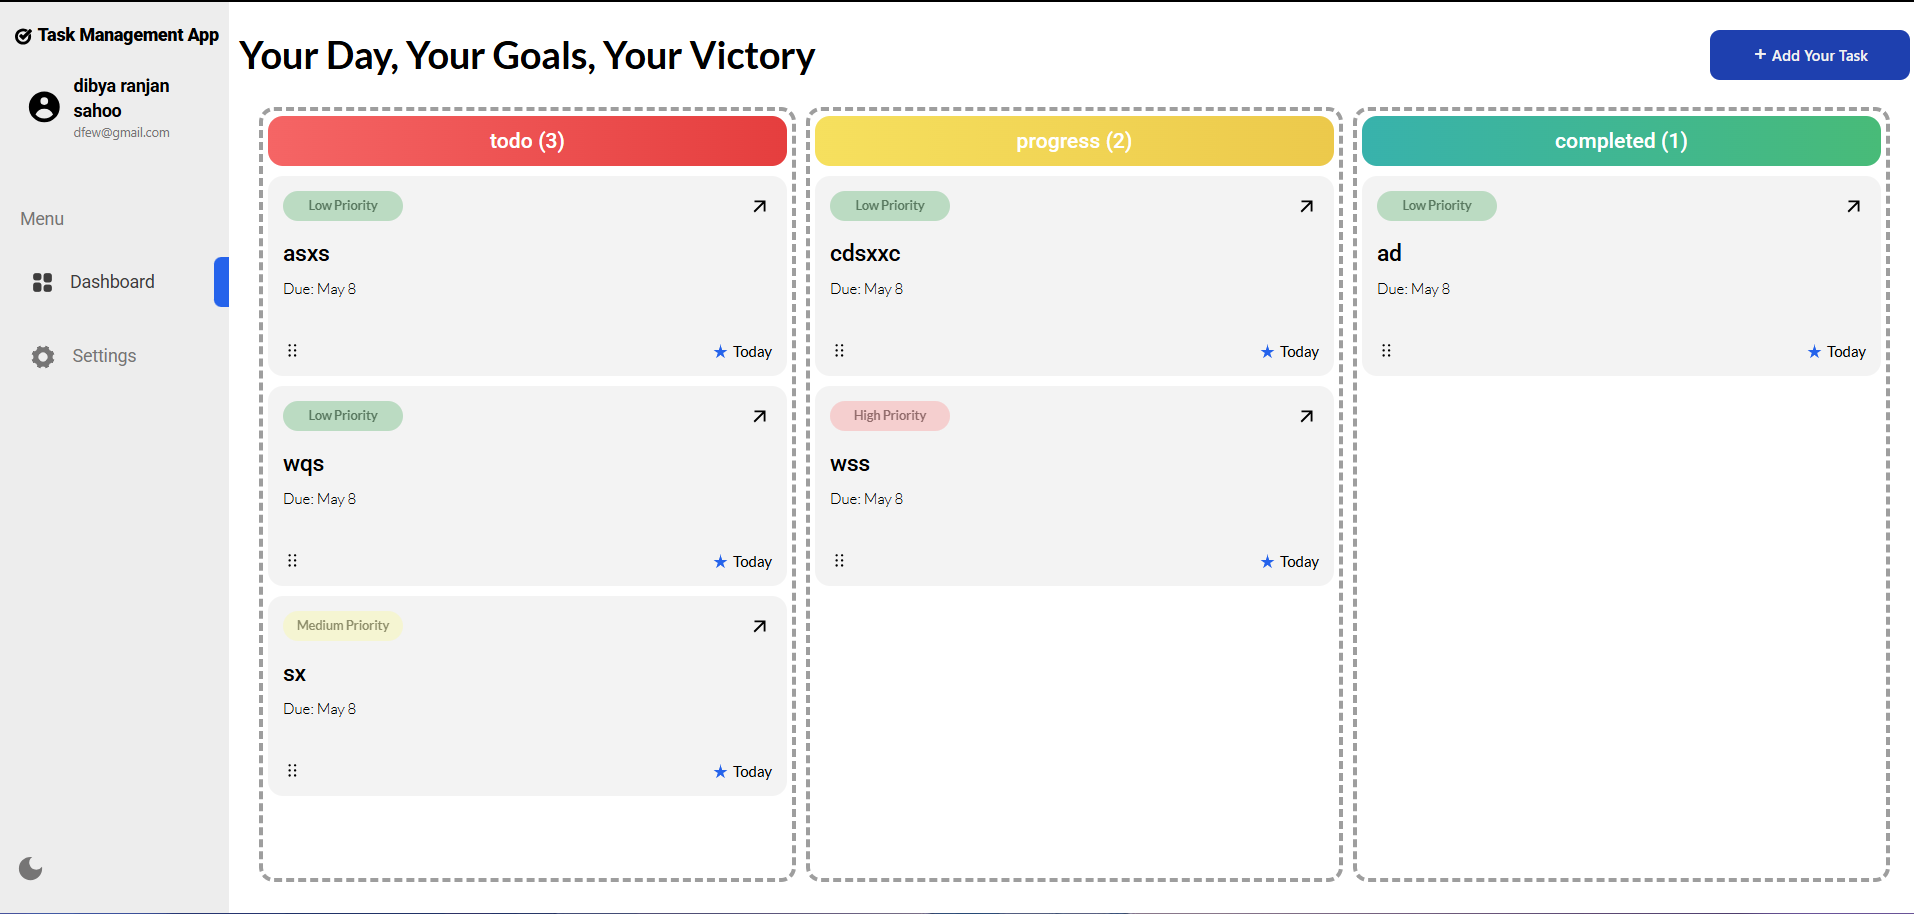 Task Management App
dibya ranjan
sahoo
dfew@gmail.com
Menu
Dashboard
Settings
Your Day, Your Goals, Your Victory
+ Add Your Task
todo (3)
Low Priority
asxs
Due: May 8
Today
Low Priority
wqs
Due: May 8
Today
Medium Priority
sx
Due: May 8
Today
progress (2)
Low Priority
cdsxxc
Due: May 8
Today
High Priority
wss
Due: May 8
Today
completed (1)
Low Priority
ad
Due: May 8
Today